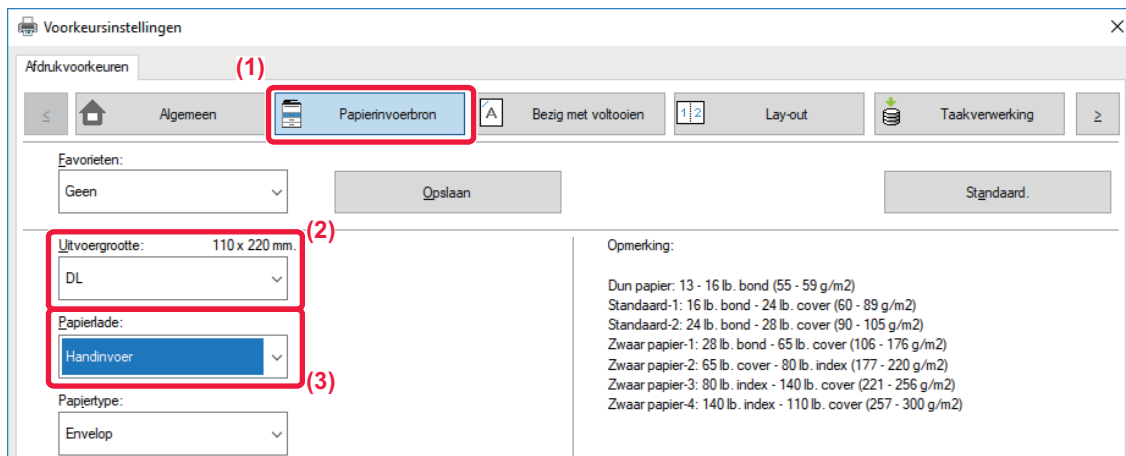 Voorkeursinstellingen
Afdrukvoorkeuren
(1)
< Algemeen Papierinvoerbron A Bezig met voltooien 1 2 Lay-out Taakverwerking >
Favorieten:
Geen Opslaan Standaard.
(2)
Uitvoergrootte: 110 x 220 mm.
DL
Papierlade:
Handinvoer
(3)
Papiertype:
Envelop
Opmerking:
Dun papier: 13 - 16 lb. bond (55 - 59 g/m2)
Standaard-1: 16 lb. bond - 24 lb. cover (60 - 89 g/m2)
Standaard-2: 24 lb. bond - 28 lb. cover (90 - 105 g/m2)
Zwaar papier-1: 28 lb. bond - 65 lb. cover (106 - 176 g/m2)
Zwaar papier-2: 65 lb. cover - 80 lb. index (177 - 220 g/m2)
Zwaar papier-3: 80 lb. index - 140 lb. cover (221 - 256 g/m2)
Zwaar papier-4: 140 lb. index - 110 lb. cover (257 - 300 g/m2)